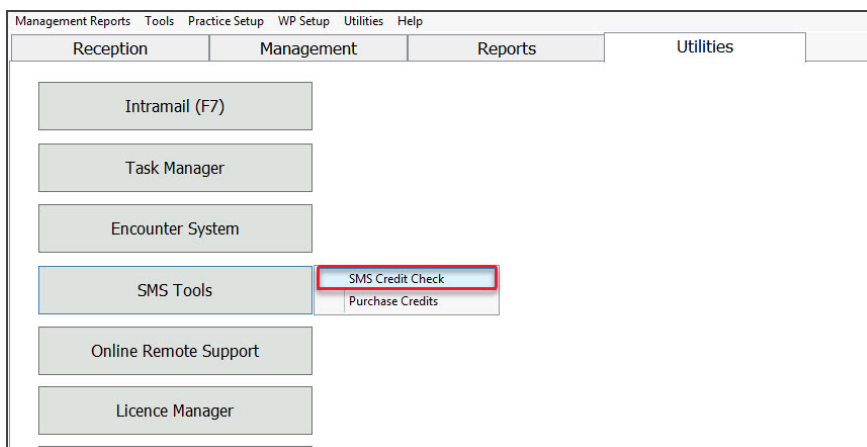 Management Reports Tools Practice Setup WP Setup Utilities Help
Reception Management Reports Utilities
Intramail (F7)
Task Manager
Encounter System
SMS Tools
SMS Credit Check
Purchase Credits
Online Remote Support
Licence Manager